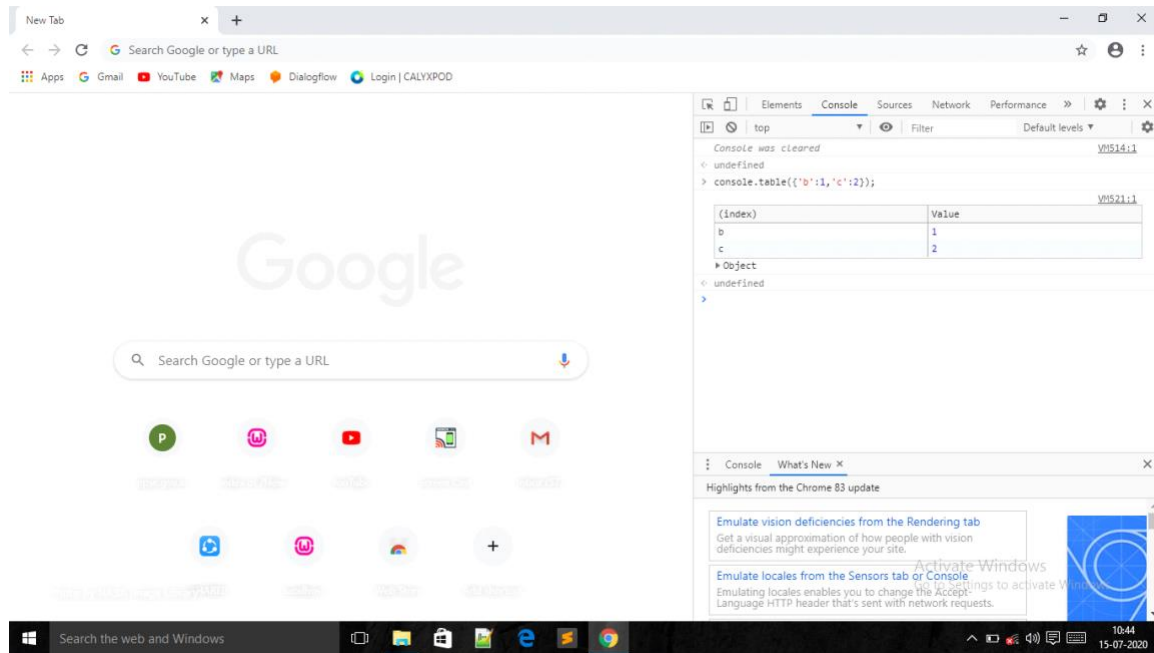 New Tab
Search Google or type a URL
Apps Gmail YouTube Maps Dialogflow Login | CALYXPOD
Elements Console Sources Network Performance »
top Filter Default levels ▼
Console was cleared VM514:1
undefined
> console.table({'b':1,'c':2});
VM521:1
(index) Value
b 1
c 2
Object
undefined
>
Google
Search Google or type a URL
P
Console What's New
Highlights from the Chrome 83 update
Emulate vision deficiencies from the Rendering tab
Get a visual approximation of how people with vision
deficiencies might experience your site.
Emulate locales from the Sensors tab or Console
Emulating locales enables you to change the Accept-
Language HTTP header that's sent with network requests.
Activate Windows
Go to Settings to activate Windows.
Search the web and Windows
10:44
15-07-2020